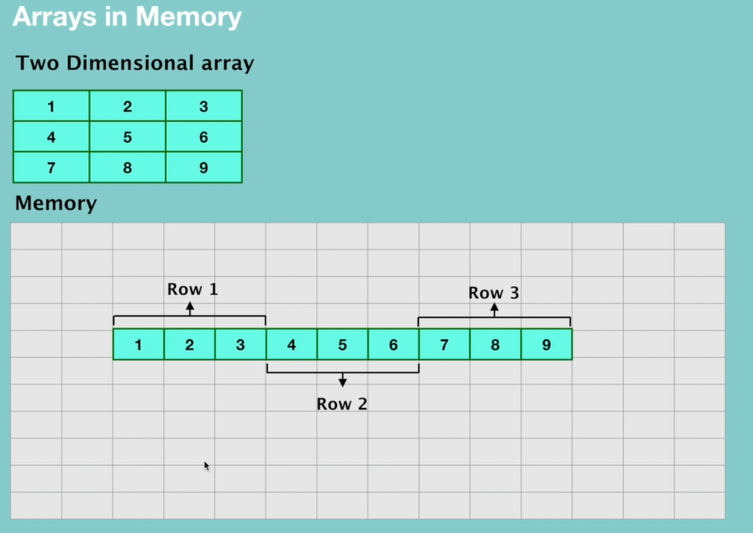 Arrays in Memory
Two Dimensional array
1 2 3
4 5 6
7 8 9
Memory
Row 1
Row 3
1 2 3 4 5 6 7 8 9
Row 2